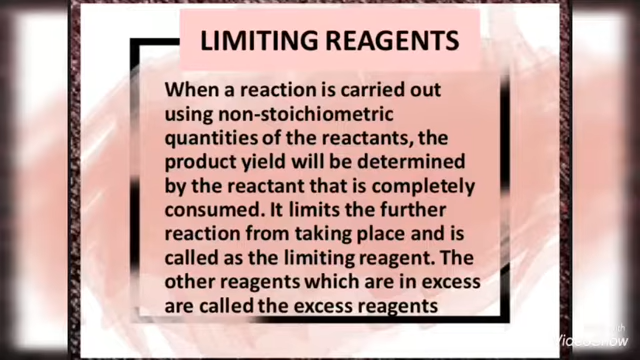 LIMITING REAGENTS
When a reaction is carried out
using non-stoichiometric
quantities of the reactants, the
product yield will be determined
by the reactant that is completely
consumed. It limits the further
reaction from taking place and is
called as the limiting reagent. The
other reagents which are in excess
are called the excess reagents
VideoShow